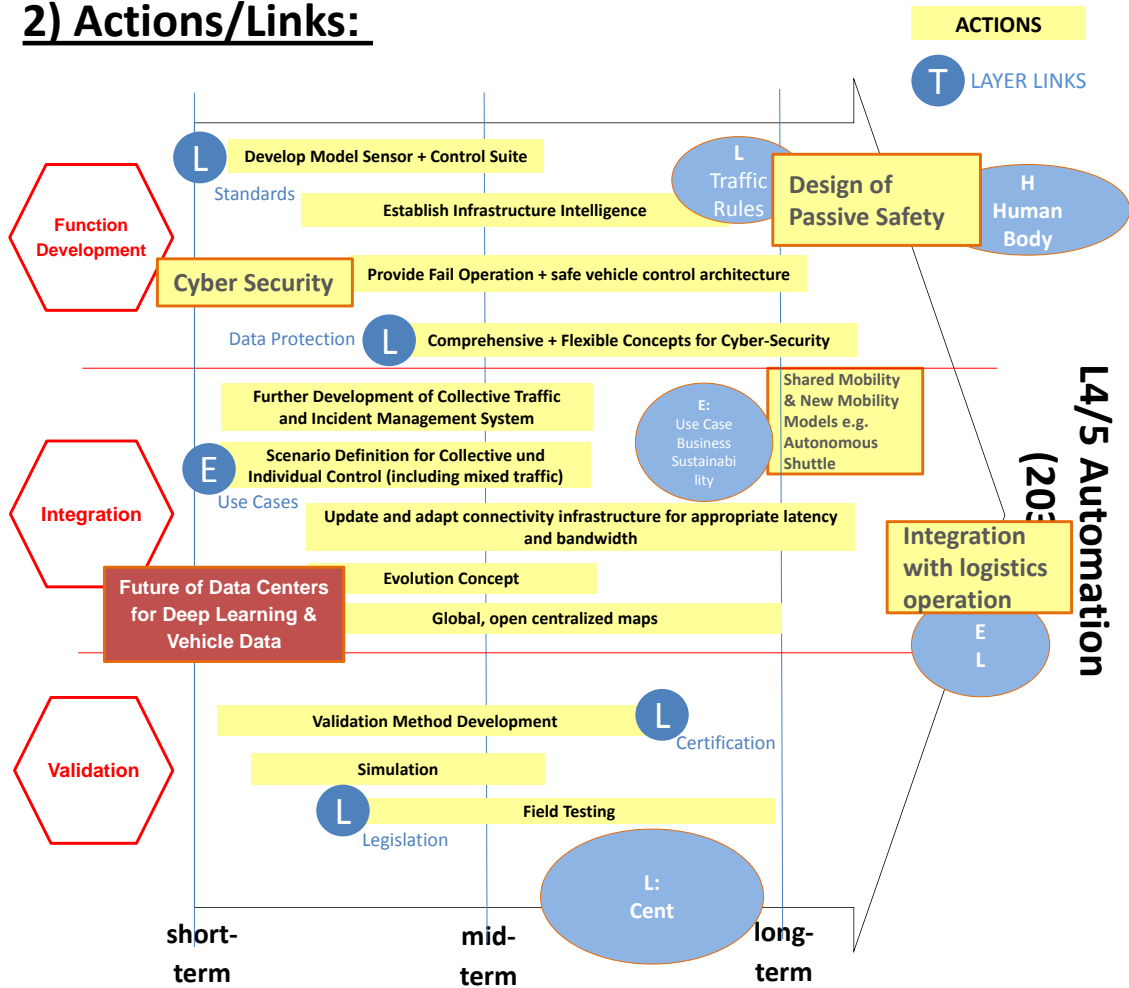 2) Actions/Links:
ACTIONS
T LAYER LINKS
L
Develop Model Sensor + Control Suite
Standards
Establish Infrastructure Intelligence
L
Traffic
Rules
Design of
Passive Safety
H
Human
Body
Function
Development
Cyber Security
Provide Fail Operation + safe vehicle control architecture
Data Protection
L
Comprehensive + Flexible Concepts for Cyber-Security
Further Development of Collective Traffic
and Incident Management System
E
Scenario Definition for Collective und
Individual Control (including mixed traffic)
Use Cases
E:
Use Case
Business
Sustainabi
lity
Shared Mobility
& New Mobility
Models e.g.
Autonomous
Shuttle
L4/5 Automation
(203
Integration
Update and adapt connectivity infrastructure for appropriate latency
and bandwidth
Integration
with logistics
operation
Evolution Concept
Future of Data Centers
for Deep Learning &
Vehicle Data
Global, open centralized maps
E
L
Validation Method Development
L
Certification
Validation
Simulation
L
Field Testing
Legislation
L:
Cent
short-
term
mid-
term
long-
term